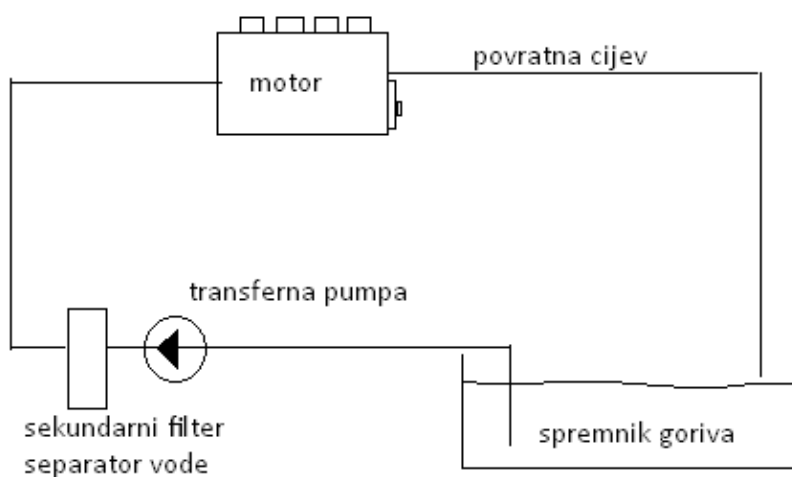 motor
povratna cijev
transferna pumpa
sekundarni filter
separator vode
spremnik goriva